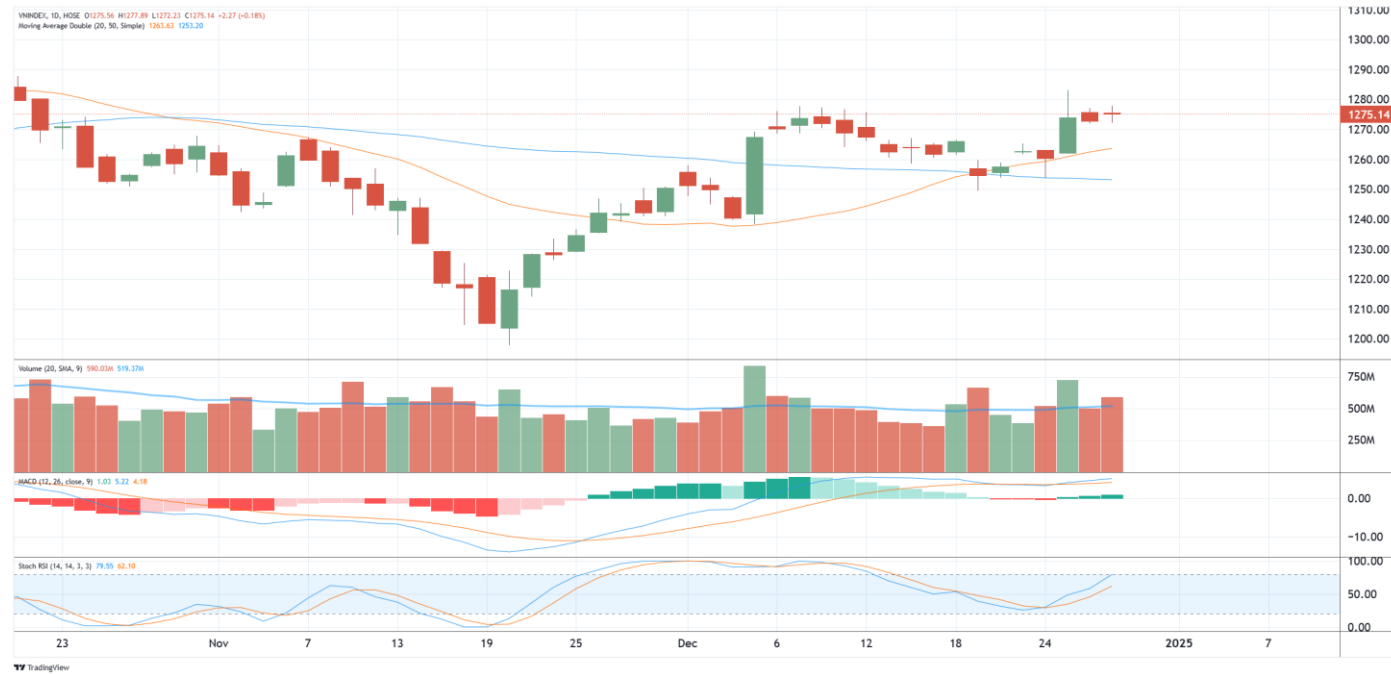 VNINDEX, 1D, HOSE O1275.56 H1277.89 L1272.23 C1275.14 +2.27 (+0.18%)
Moving Average Double (20, 50, Simple) 1263.63 1253.20
1310.00
1300.00
1290.00
1280.00
1275.14
1270.00
1260.00
1250.00
1240.00
1230.00
1220.00
1210.00
1200.00
Volume (20, SMA, 9) 590.03M 519.37M
750M
500M
250M
MACD (12, 26, close, 9) 1.03 5.22 4.18
0.00
−10.00
Stoch RSI (14, 14, 3, 3) 79.55 62.10
100.00
50.00
0.00
23 Nov 7 13 19 25 Dec 6 12 18 24 2025 7
TradingView